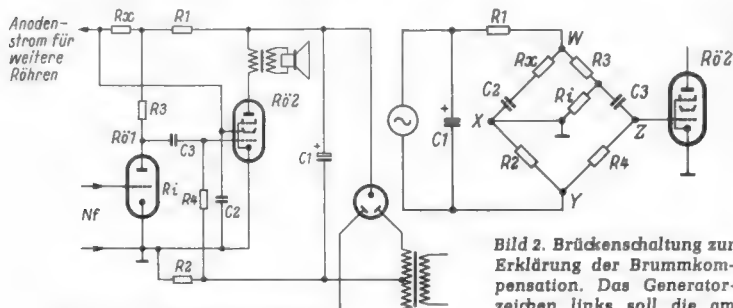 Anoden-
strom für
weitere
Röhren
Rx
R1
R3
Rö1
C3
Rö2
Ri
R4
C1
+
C2
Nf
R2
R1
W
Rx
R3
C2
Ri
C3
Rö2
+
C1
X
Z
R2
R4
Y
Bild 2. Brückenschaltung zur
Erklärung der Brummkom-
pensation. Das Generator-
zeichen links soll die am